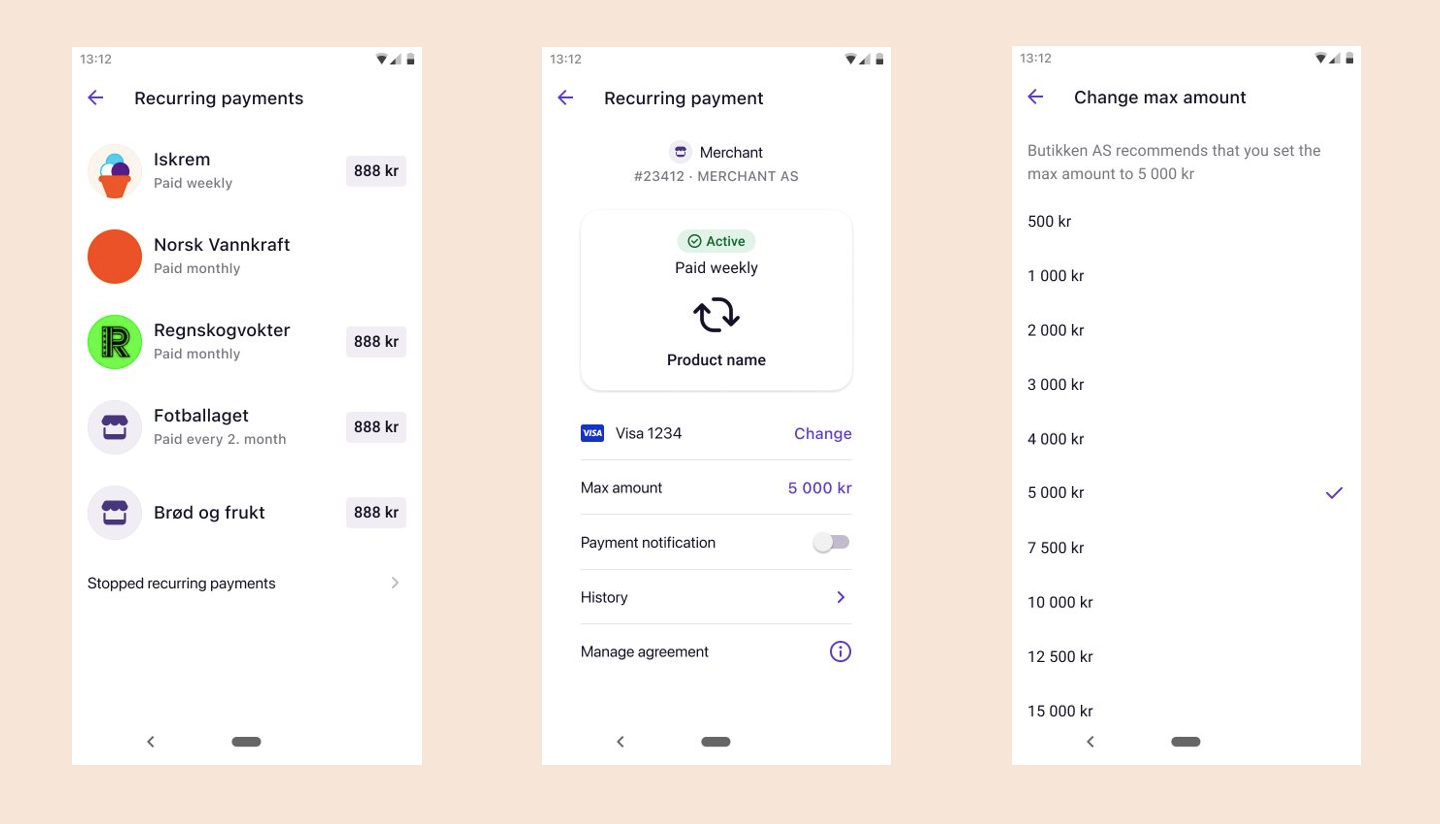 13:12
Recurring payments
Iskrem
Paid weekly
888 kr
Norsk Vannkraft
Paid monthly
Regnskogvokter
Paid monthly
888 kr
Fotballaget
Paid every 2. month
888 kr
Brød og frukt
888 kr
Stopped recurring payments
13:12
Recurring payment
Merchant
#23412 · MERCHANT AS
Active
Paid weekly
Product name
VISA Visa 1234 Change
Max amount 5 000 kr
Payment notification
History
Manage agreement
13:12
Change max amount
Butikken AS recommends that you set the
max amount to 5 000 kr
500 kr
1 000 kr
2 000 kr
3 000 kr
4 000 kr
5 000 kr
7 500 kr
10 000 kr
12 500 kr
15 000 kr